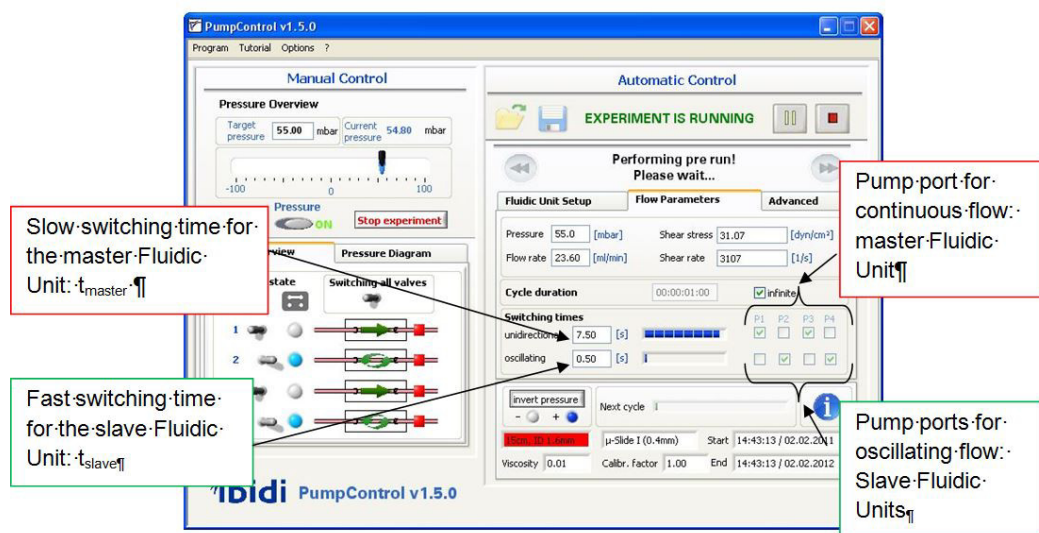 PumpControl v1.5.0
Program Tutorial Options ?
Manual Control
Pressure Overview
Target pressure 55.00 mbar Current pressure 54.80 mbar
-100 0 100
Pressure
ON Stop experiment
Pressure Diagram
state Switching all valves
1
2
Automatic Control
EXPERIMENT IS RUNNING
Performing pre run!
Please wait...
Fluidic Unit Setup Flow Parameters Advanced
Pressure 55.0 [mbar] Shear stress 31.07 [dyn/cm²]
Flow rate 23.60 [ml/min] Shear rate 3107 [1/s]
Cycle duration 00:00:01:00 infinite
Switching times P1 P2 P3 P4
7.50 [s]
oscillating 0.50 [s]
invert pressure
- + Next cycle
15cm, ID 1.6mm µ-Slide I (0.4mm) Start 14:43:13 / 02.02.2011
Viscosity 0.01 Calibr. factor 1.00 End 14:43:13 / 02.02.2012
ibidi PumpControl v1.5.0
Slow·switching·time·for·
the·master·Fluidic·
Unit:·tmaster·¶
Fast·switching·time·
for·the·slave·Fluidic·
Unit:·tslave¶
Pump·port·for·
continuous·flow:·
master·Fluidic·
Unit¶
Pump·ports·for·
oscillating·flow:·
Slave·Fluidic·
Units¶